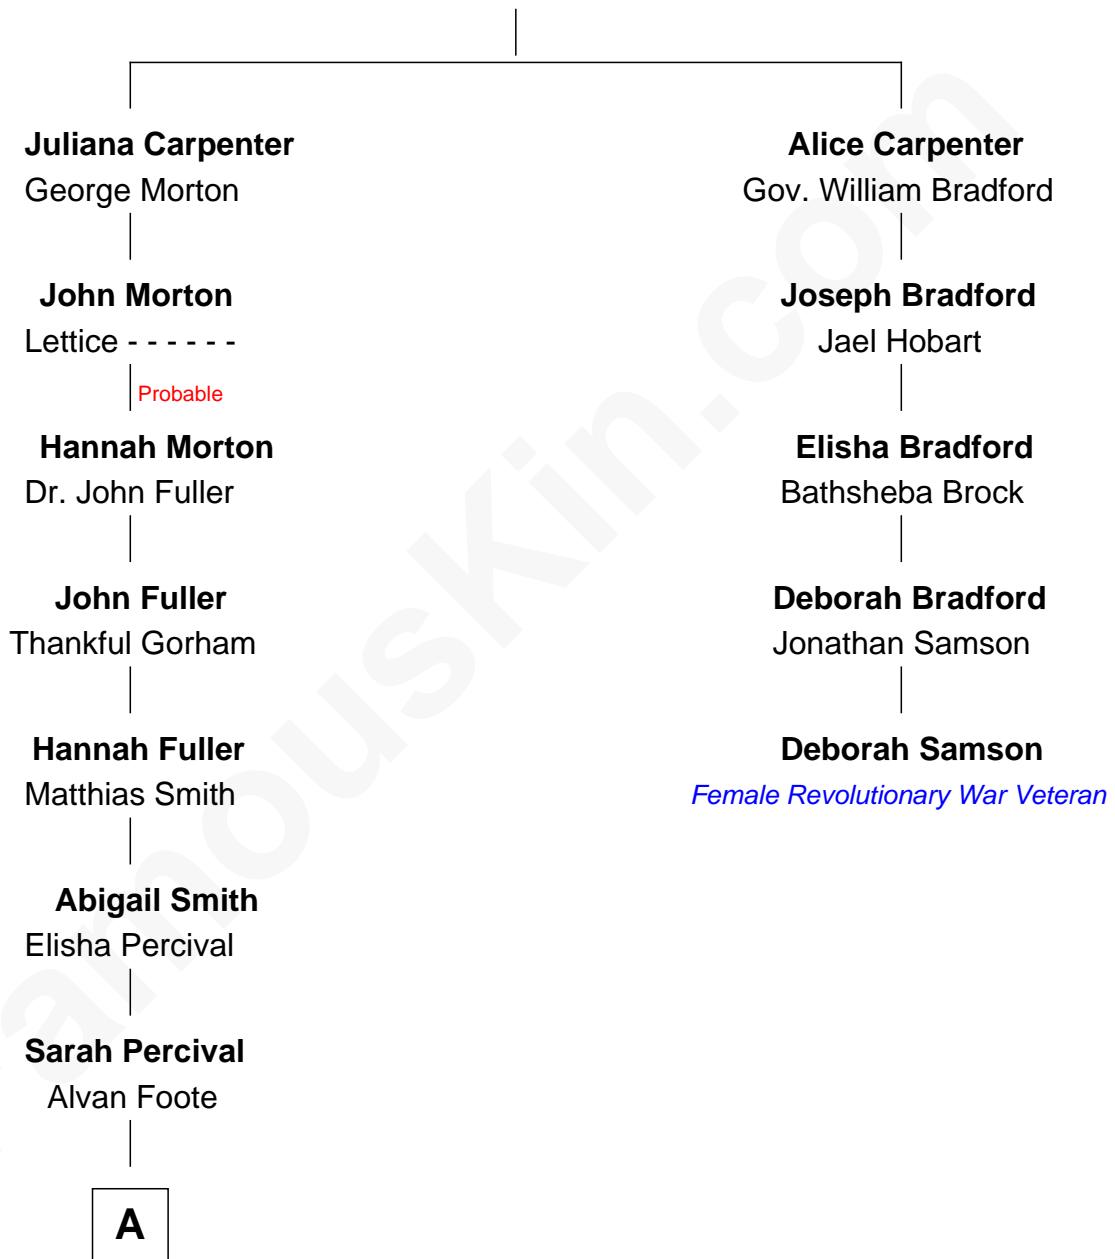 Juliana Carpenter
George Morton
John Morton
Lettice - - - - - -
Probable
Hannah Morton
Dr. John Fuller
John Fuller
Thankful Gorham
Hannah Fuller
Matthias Smith
Abigail Smith
Elisha Percival
Sarah Percival
Alvan Foote
A
Alice Carpenter
Gov. William Bradford
Joseph Bradford
Jael Hobart
Elisha Bradford
Bathsheba Brock
Deborah Bradford
Jonathan Samson
Deborah Samson
Female Revolutionary War Veteran
amousKin.com